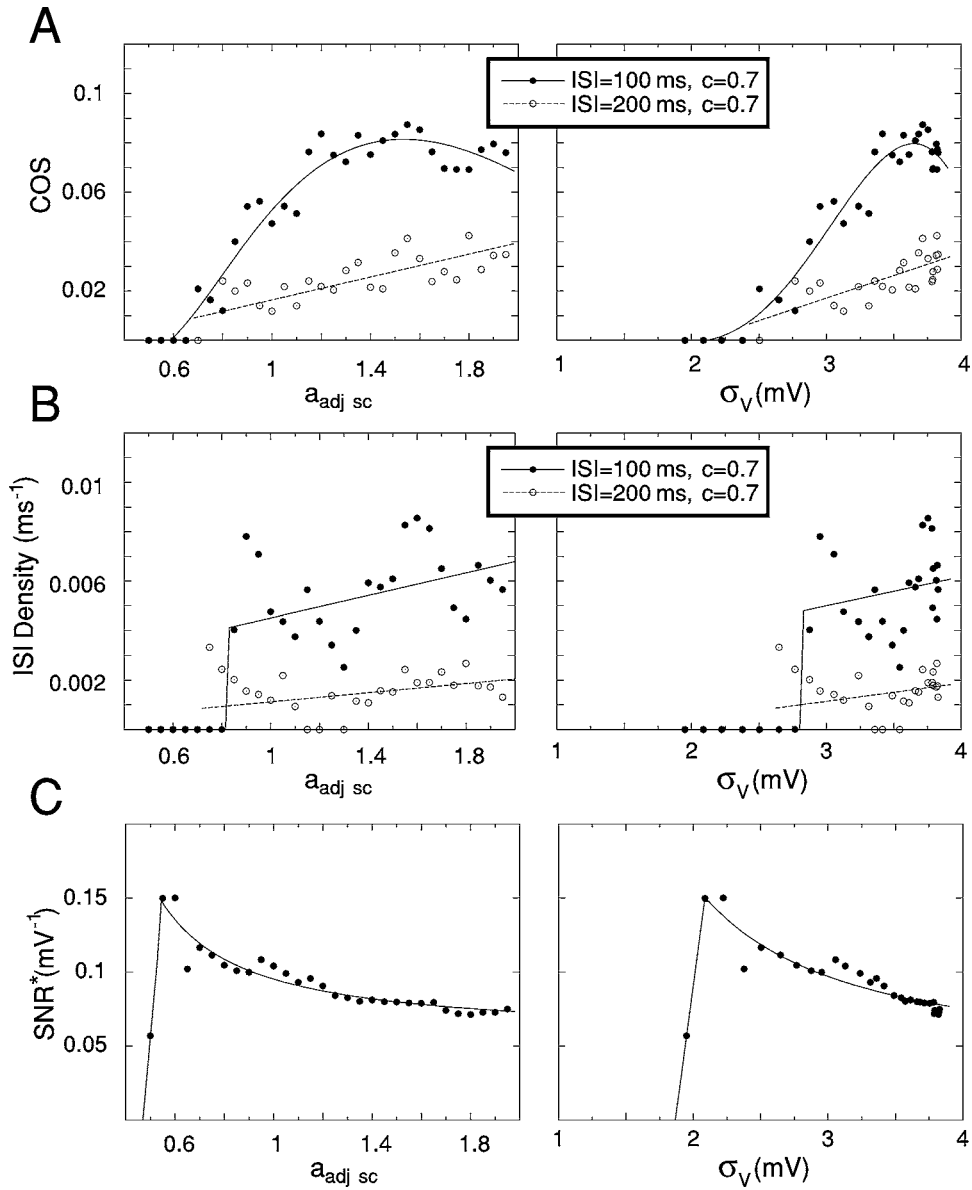 A
COS
0.1
0.06
0.02
ISI=100 ms, c=0.7
ISI=200 ms, c=0.7
0.6 1 1.4 1.8
a_adj sc
1 2 3 4
σ_V (mV)
B
ISI Density (ms⁻¹)
0.01
0.006
0.002
ISI=100 ms, c=0.7
ISI=200 ms, c=0.7
0.6 1 1.4 1.8
a_adj sc
1 2 3 4
σ_V (mV)
C
SNR*(mV⁻¹)
0.15
0.1
0.05
0.6 1 1.4 1.8
a_adj sc
1 2 3 4
σ_V (mV)